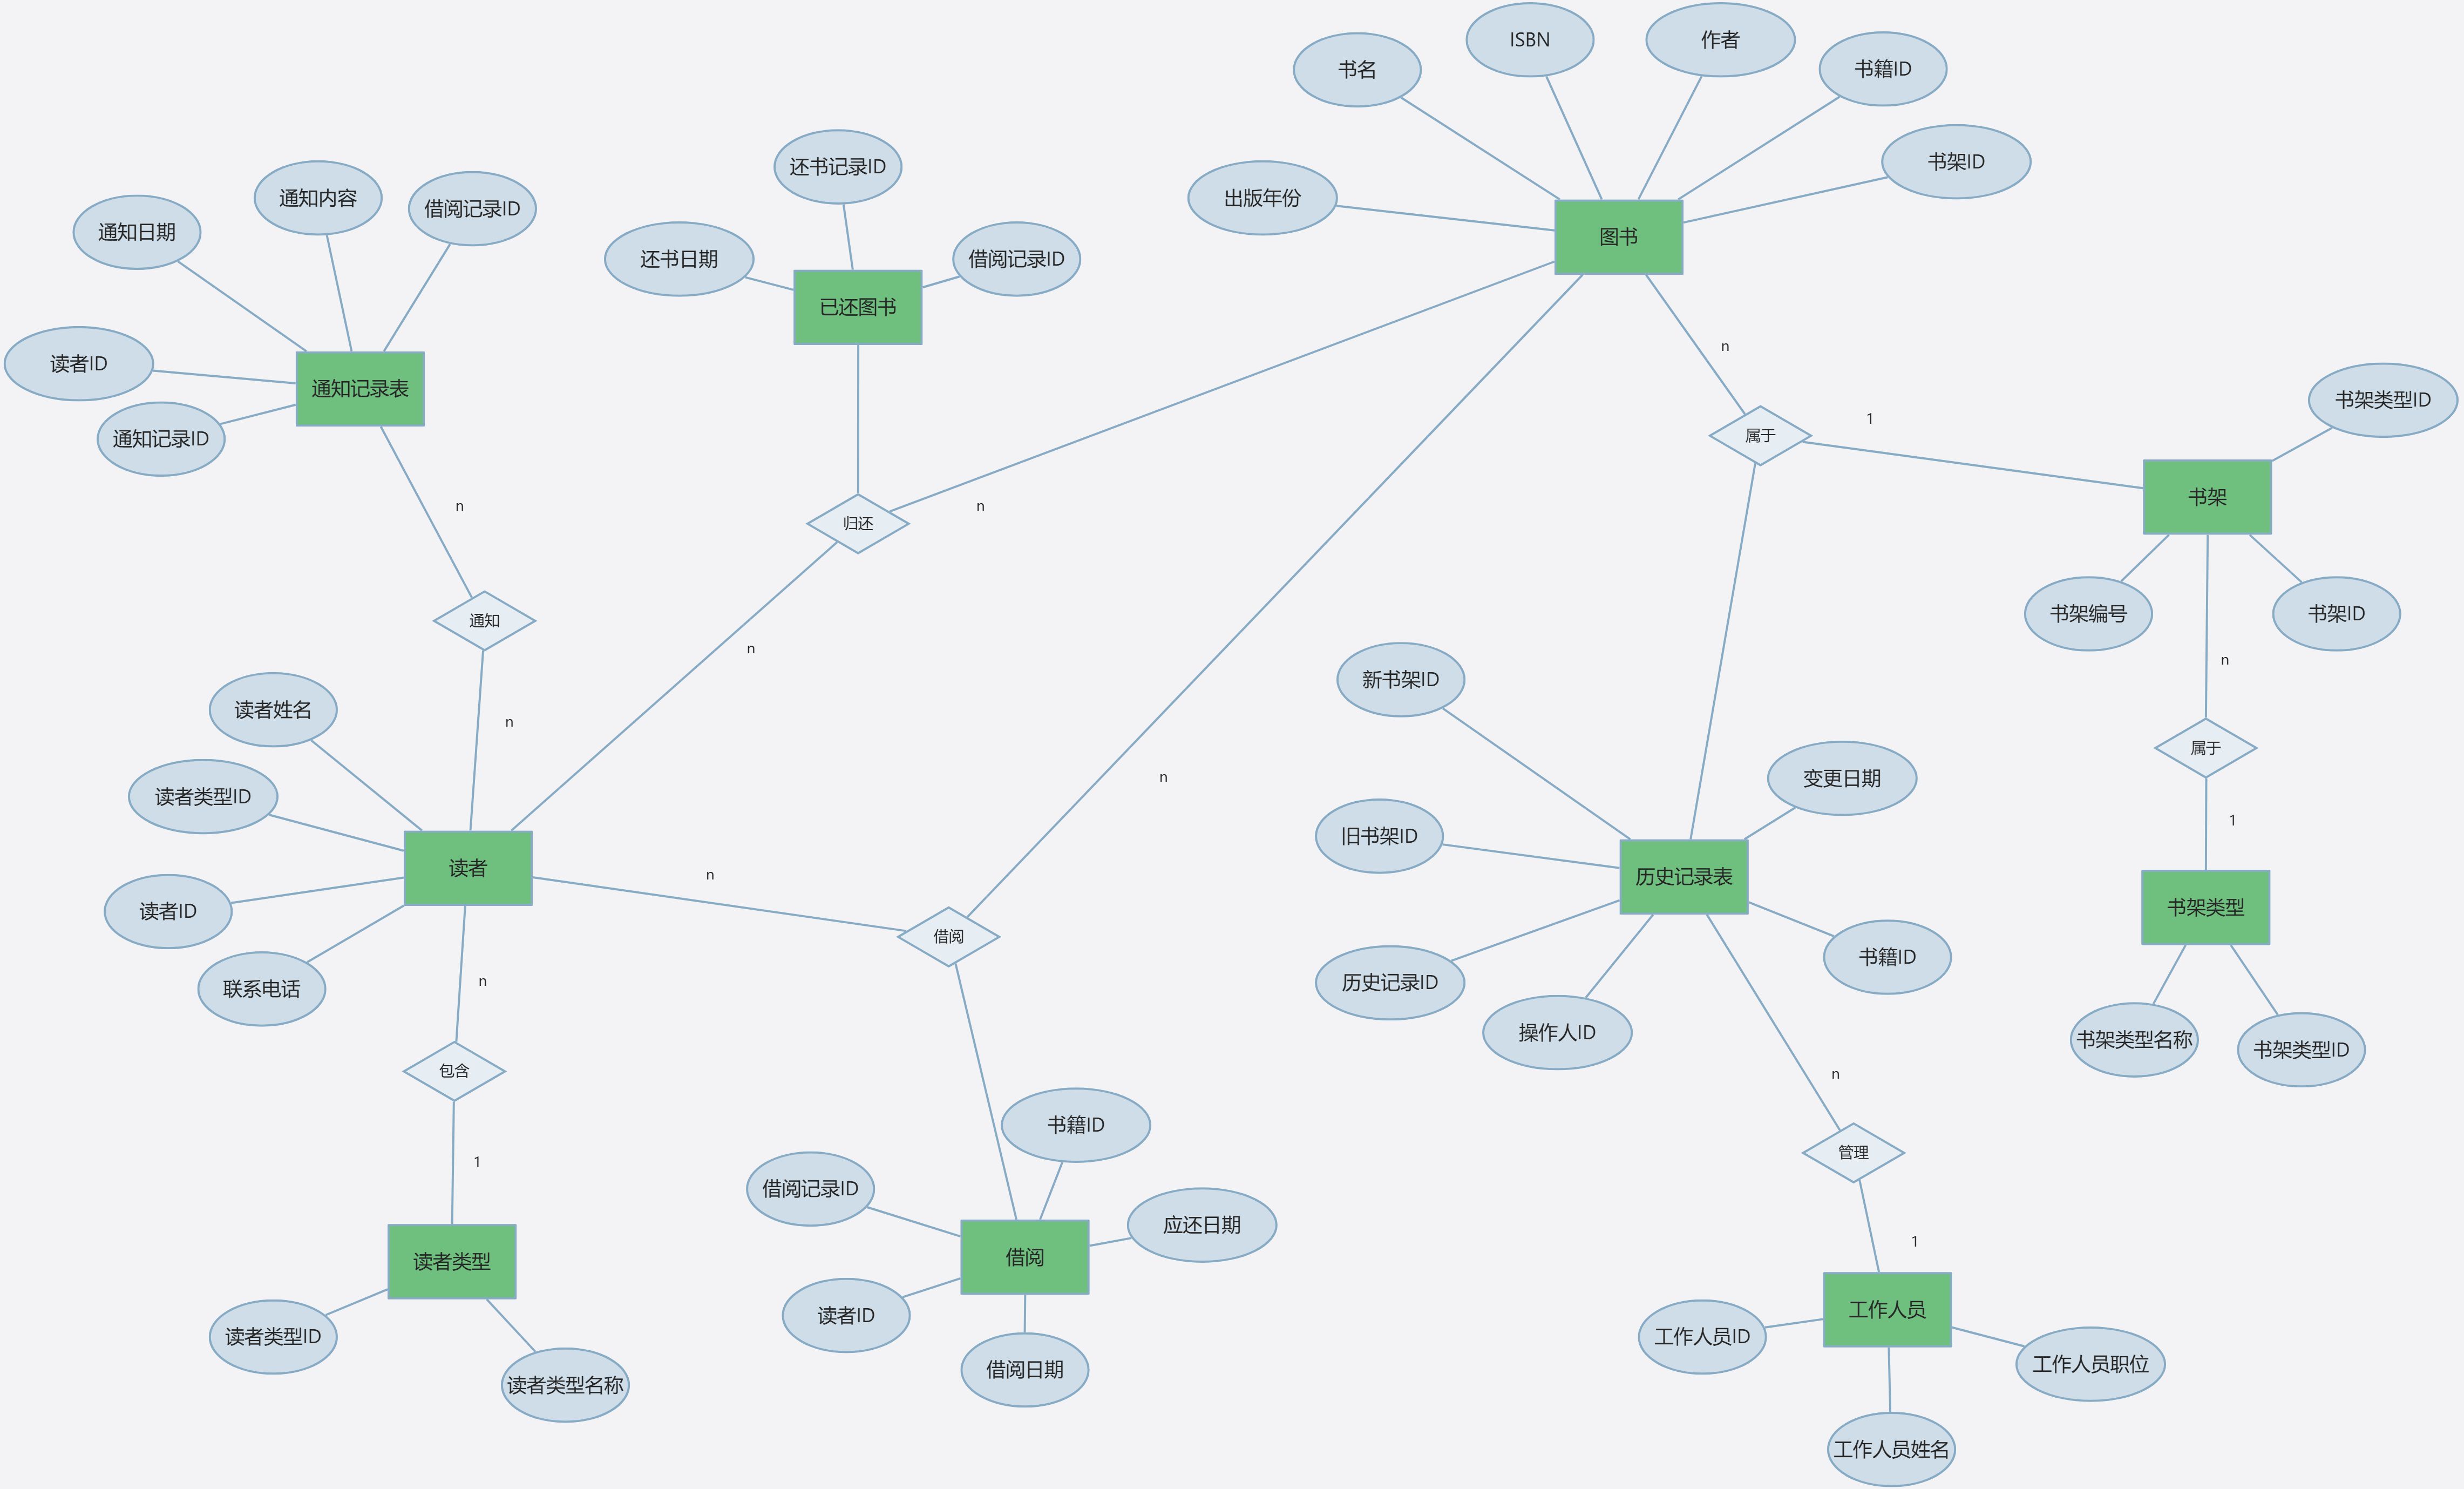 ISBN
作者
书名
书籍ID
书架ID
出版年份
图书
还书记录ID
还书日期
借阅记录ID
已还图书
通知内容
借阅记录ID
通知日期
读者ID
通知记录表
通知记录ID
n
1
属于
书架类型ID
书架
书架编号
书架ID
n
属于
1
书架类型
书架类型名称
书架类型ID
n
归还
n
n
通知
n
n
读者姓名
读者类型ID
读者
读者ID
联系电话
n
n
借阅
新书架ID
变更日期
旧书架ID
历史记录表
书籍ID
历史记录ID
操作人ID
包含
1
读者类型
读者类型ID
读者类型名称
书籍ID
借阅记录ID
应还日期
借阅
读者ID
借阅日期
n
管理
1
工作人员
工作人员ID
工作人员职位
工作人员姓名